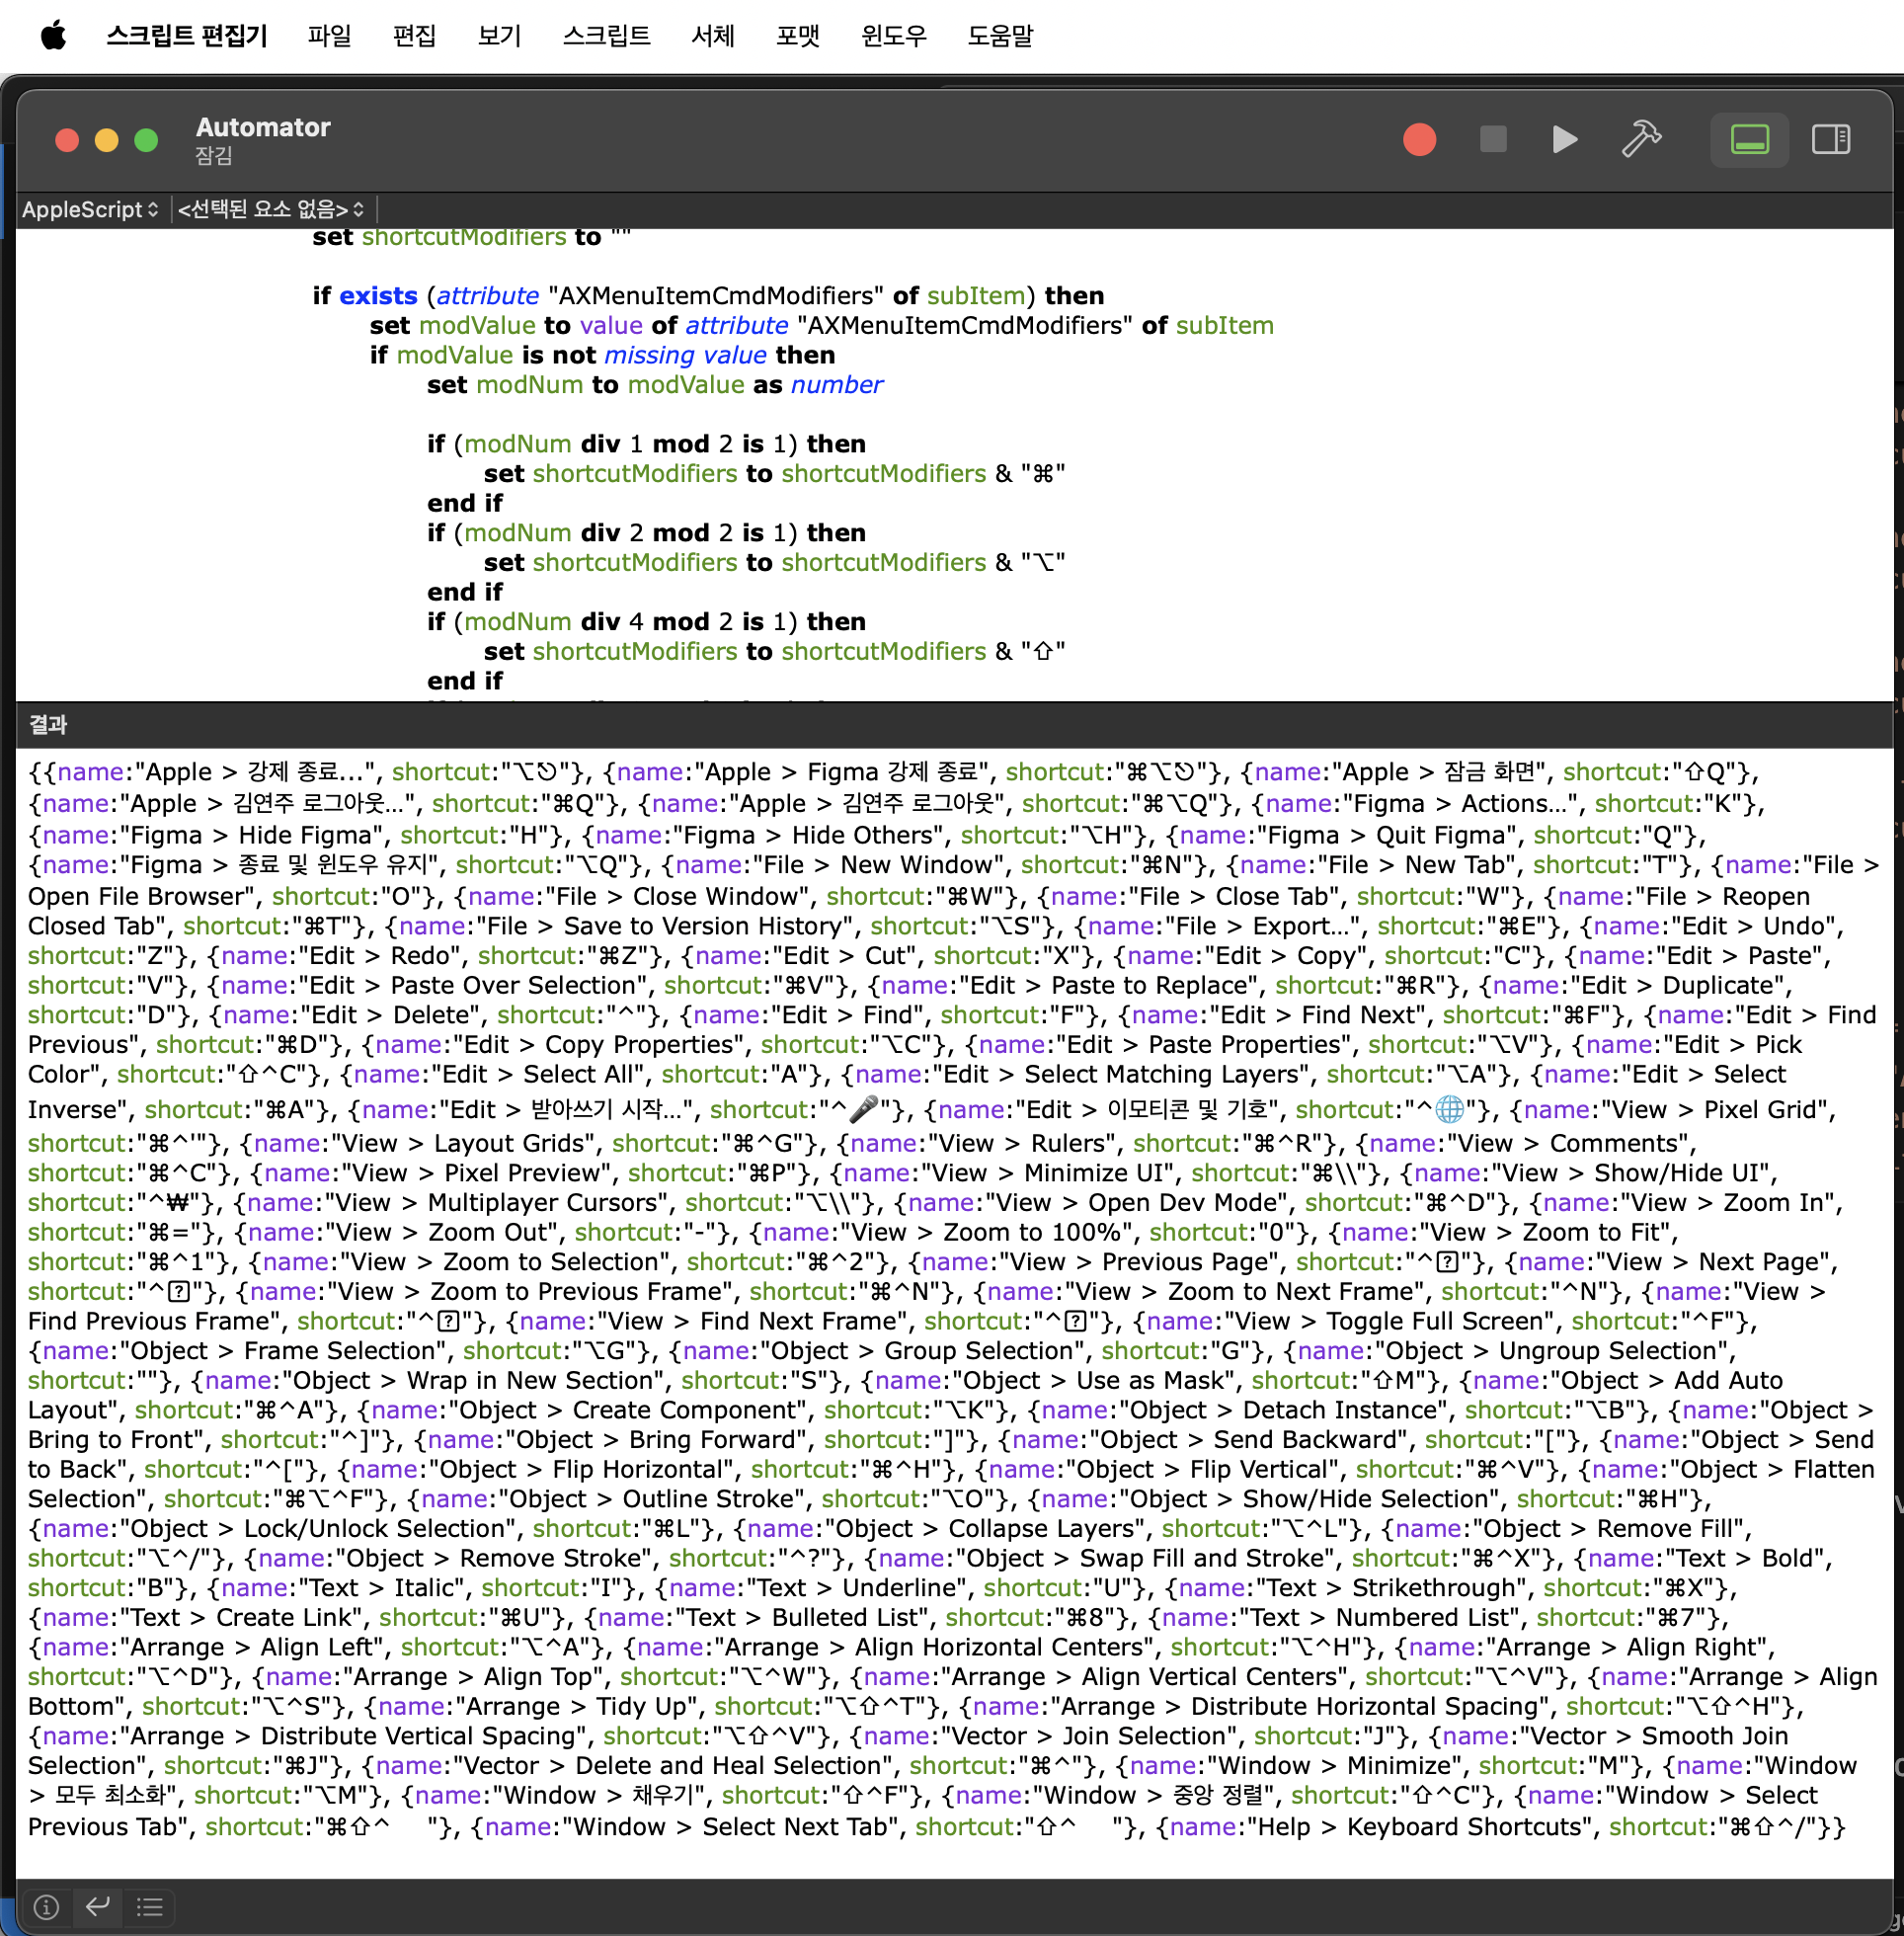 스크립트 편집기 파일 편집 보기 스크립트 서체 포맷 윈도우 도움말
Automator
잠김
AppleScript <선택된 요소 없음>
set shortcutModifiers to ""
if exists (attribute "AXMenuItemCmdModifiers" of subItem) then
set modValue to value of attribute "AXMenuItemCmdModifiers" of subItem
if modValue is not missing value then
set modNum to modValue as number
if (modNum div 1 mod 2 is 1) then
set shortcutModifiers to shortcutModifiers & "⌘"
end if
if (modNum div 2 mod 2 is 1) then
set shortcutModifiers to shortcutModifiers & "⌥"
end if
if (modNum div 4 mod 2 is 1) then
set shortcutModifiers to shortcutModifiers & "⇧"
end if
결과
{{name:"Apple > 강제 종료...", shortcut:"⌥⎋"}, {name:"Apple > Figma 강제 종료", shortcut:"⌘⌥⎋"}, {name:"Apple > 잠금 화면", shortcut:"⇧Q"},
{name:"Apple > 김연주 로그아웃…", shortcut:"⌘Q"}, {name:"Apple > 김연주 로그아웃", shortcut:"⌘⌥Q"}, {name:"Figma > Actions…", shortcut:"K"},
{name:"Figma > Hide Figma", shortcut:"H"}, {name:"Figma > Hide Others", shortcut:"⌥H"}, {name:"Figma > Quit Figma", shortcut:"Q"},
{name:"Figma > 종료 및 윈도우 유지", shortcut:"⌥Q"}, {name:"File > New Window", shortcut:"⌘N"}, {name:"File > New Tab", shortcut:"T"}, {name:"File >
Open File Browser", shortcut:"O"}, {name:"File > Close Window", shortcut:"⌘W"}, {name:"File > Close Tab", shortcut:"W"}, {name:"File > Reopen
Closed Tab", shortcut:"⌘T"}, {name:"File > Save to Version History", shortcut:"⌥S"}, {name:"File > Export…", shortcut:"⌘E"}, {name:"Edit > Undo",
shortcut:"Z"}, {name:"Edit > Redo", shortcut:"⌘Z"}, {name:"Edit > Cut", shortcut:"X"}, {name:"Edit > Copy", shortcut:"C"}, {name:"Edit > Paste",
shortcut:"V"}, {name:"Edit > Paste Over Selection", shortcut:"⌘V"}, {name:"Edit > Paste to Replace", shortcut:"⌘R"}, {name:"Edit > Duplicate",
shortcut:"D"}, {name:"Edit > Delete", shortcut:"^"}, {name:"Edit > Find", shortcut:"F"}, {name:"Edit > Find Next", shortcut:"⌘F"}, {name:"Edit > Find
Previous", shortcut:"⌘D"}, {name:"Edit > Copy Properties", shortcut:"⌥C"}, {name:"Edit > Paste Properties", shortcut:"⌥V"}, {name:"Edit > Pick
Color", shortcut:"⇧^C"}, {name:"Edit > Select All", shortcut:"A"}, {name:"Edit > Select Matching Layers", shortcut:"⌥A"}, {name:"Edit > Select
Inverse", shortcut:"⌘A"}, {name:"Edit > 받아쓰기 시작…", shortcut:"^🎤"}, {name:"Edit > 이모티콘 및 기호", shortcut:"^🌐"}, {name:"View > Pixel Grid",
shortcut:"⌘^'"}, {name:"View > Layout Grids", shortcut:"⌘^G"}, {name:"View > Rulers", shortcut:"⌘^R"}, {name:"View > Comments",
shortcut:"⌘^C"}, {name:"View > Pixel Preview", shortcut:"⌘P"}, {name:"View > Minimize UI", shortcut:"⌘\\"}, {name:"View > Show/Hide UI",
shortcut:"^₩"}, {name:"View > Multiplayer Cursors", shortcut:"⌥\\"}, {name:"View > Open Dev Mode", shortcut:"⌘^D"}, {name:"View > Zoom In",
shortcut:"⌘="}, {name:"View > Zoom Out", shortcut:"-"}, {name:"View > Zoom to 100%", shortcut:"0"}, {name:"View > Zoom to Fit",
shortcut:"⌘^1"}, {name:"View > Zoom to Selection", shortcut:"⌘^2"}, {name:"View > Previous Page", shortcut:"^⍰"}, {name:"View > Next Page",
shortcut:"^⍰"}, {name:"View > Zoom to Previous Frame", shortcut:"⌘^N"}, {name:"View > Zoom to Next Frame", shortcut:"^N"}, {name:"View >
Find Previous Frame", shortcut:"^⍰"}, {name:"View > Find Next Frame", shortcut:"^⍰"}, {name:"View > Toggle Full Screen", shortcut:"^F"},
{name:"Object > Frame Selection", shortcut:"⌥G"}, {name:"Object > Group Selection", shortcut:"G"}, {name:"Object > Ungroup Selection",
shortcut:""}, {name:"Object > Wrap in New Section", shortcut:"S"}, {name:"Object > Use as Mask", shortcut:"⇧M"}, {name:"Object > Add Auto
Layout", shortcut:"⌘^A"}, {name:"Object > Create Component", shortcut:"⌥K"}, {name:"Object > Detach Instance", shortcut:"⌥B"}, {name:"Object >
Bring to Front", shortcut:"^]"}, {name:"Object > Bring Forward", shortcut:"]"}, {name:"Object > Send Backward", shortcut:"["}, {name:"Object > Send
to Back", shortcut:"^["}, {name:"Object > Flip Horizontal", shortcut:"⌘^H"}, {name:"Object > Flip Vertical", shortcut:"⌘^V"}, {name:"Object > Flatten
Selection", shortcut:"⌘⌥^F"}, {name:"Object > Outline Stroke", shortcut:"⌥O"}, {name:"Object > Show/Hide Selection", shortcut:"⌘H"},
{name:"Object > Lock/Unlock Selection", shortcut:"⌘L"}, {name:"Object > Collapse Layers", shortcut:"⌥^L"}, {name:"Object > Remove Fill",
shortcut:"⌥^/"}, {name:"Object > Remove Stroke", shortcut:"^?"}, {name:"Object > Swap Fill and Stroke", shortcut:"⌘^X"}, {name:"Text > Bold",
shortcut:"B"}, {name:"Text > Italic", shortcut:"I"}, {name:"Text > Underline", shortcut:"U"}, {name:"Text > Strikethrough", shortcut:"⌘X"},
{name:"Text > Create Link", shortcut:"⌘U"}, {name:"Text > Bulleted List", shortcut:"⌘8"}, {name:"Text > Numbered List", shortcut:"⌘7"},
{name:"Arrange > Align Left", shortcut:"⌥^A"}, {name:"Arrange > Align Horizontal Centers", shortcut:"⌥^H"}, {name:"Arrange > Align Right",
shortcut:"⌥^D"}, {name:"Arrange > Align Top", shortcut:"⌥^W"}, {name:"Arrange > Align Vertical Centers", shortcut:"⌥^V"}, {name:"Arrange > Align
Bottom", shortcut:"⌥^S"}, {name:"Arrange > Tidy Up", shortcut:"⌥⇧^T"}, {name:"Arrange > Distribute Horizontal Spacing", shortcut:"⌥⇧^H"},
{name:"Arrange > Distribute Vertical Spacing", shortcut:"⌥⇧^V"}, {name:"Vector > Join Selection", shortcut:"J"}, {name:"Vector > Smooth Join
Selection", shortcut:"⌘J"}, {name:"Vector > Delete and Heal Selection", shortcut:"⌘^"}, {name:"Window > Minimize", shortcut:"M"}, {name:"Window
> 모두 최소화", shortcut:"⌥M"}, {name:"Window > 채우기", shortcut:"⇧^F"}, {name:"Window > 중앙 정렬", shortcut:"⇧^C"}, {name:"Window > Select
Previous Tab", shortcut:"⌘⇧^    "}, {name:"Window > Select Next Tab", shortcut:"⇧^    "}, {name:"Help > Keyboard Shortcuts", shortcut:"⌘⇧^/"}}